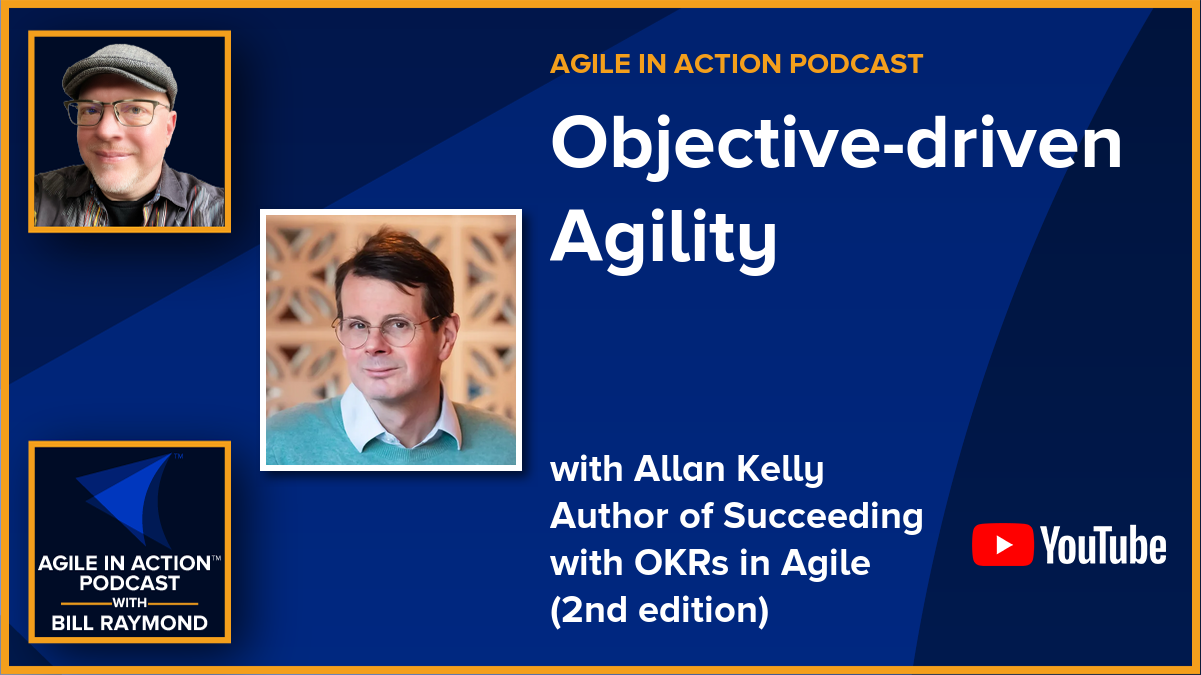 AGILE IN ACTION PODCAST
Objective-driven
Agility
with Allan Kelly
Author of Succeeding
with OKRs in Agile
(2nd edition)
YouTube
TM
AGILE IN ACTION™
PODCAST
WITH
BILL RAYMOND